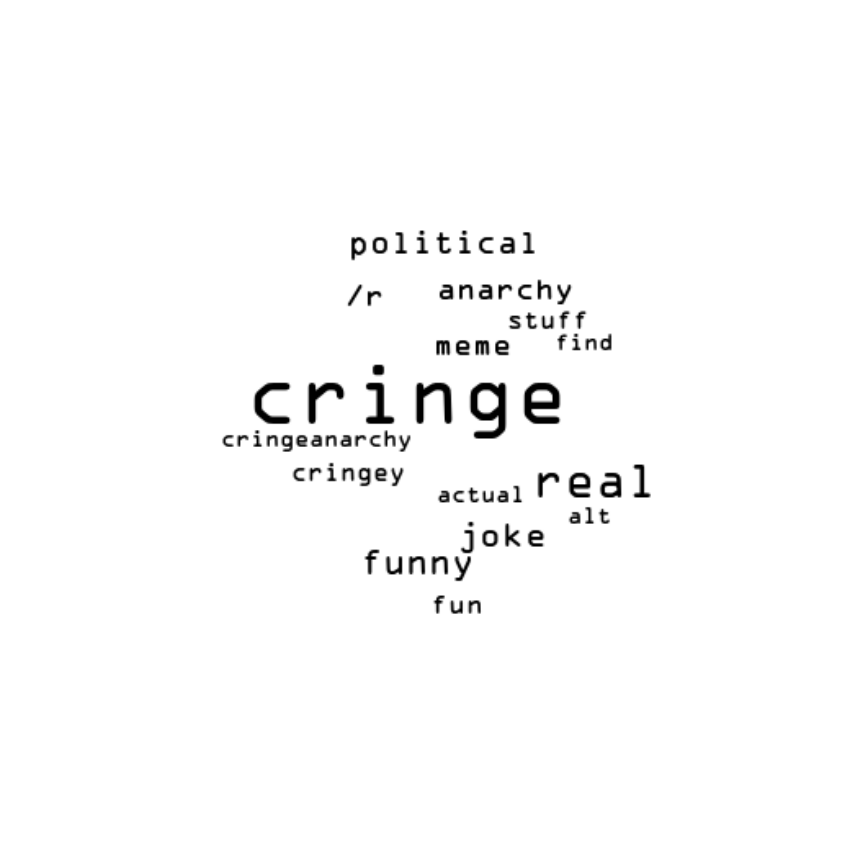 political
/r anarchy
stuff
meme find
cringe
cringeanarchy
cringey
actual real
alt
joke
funny
fun